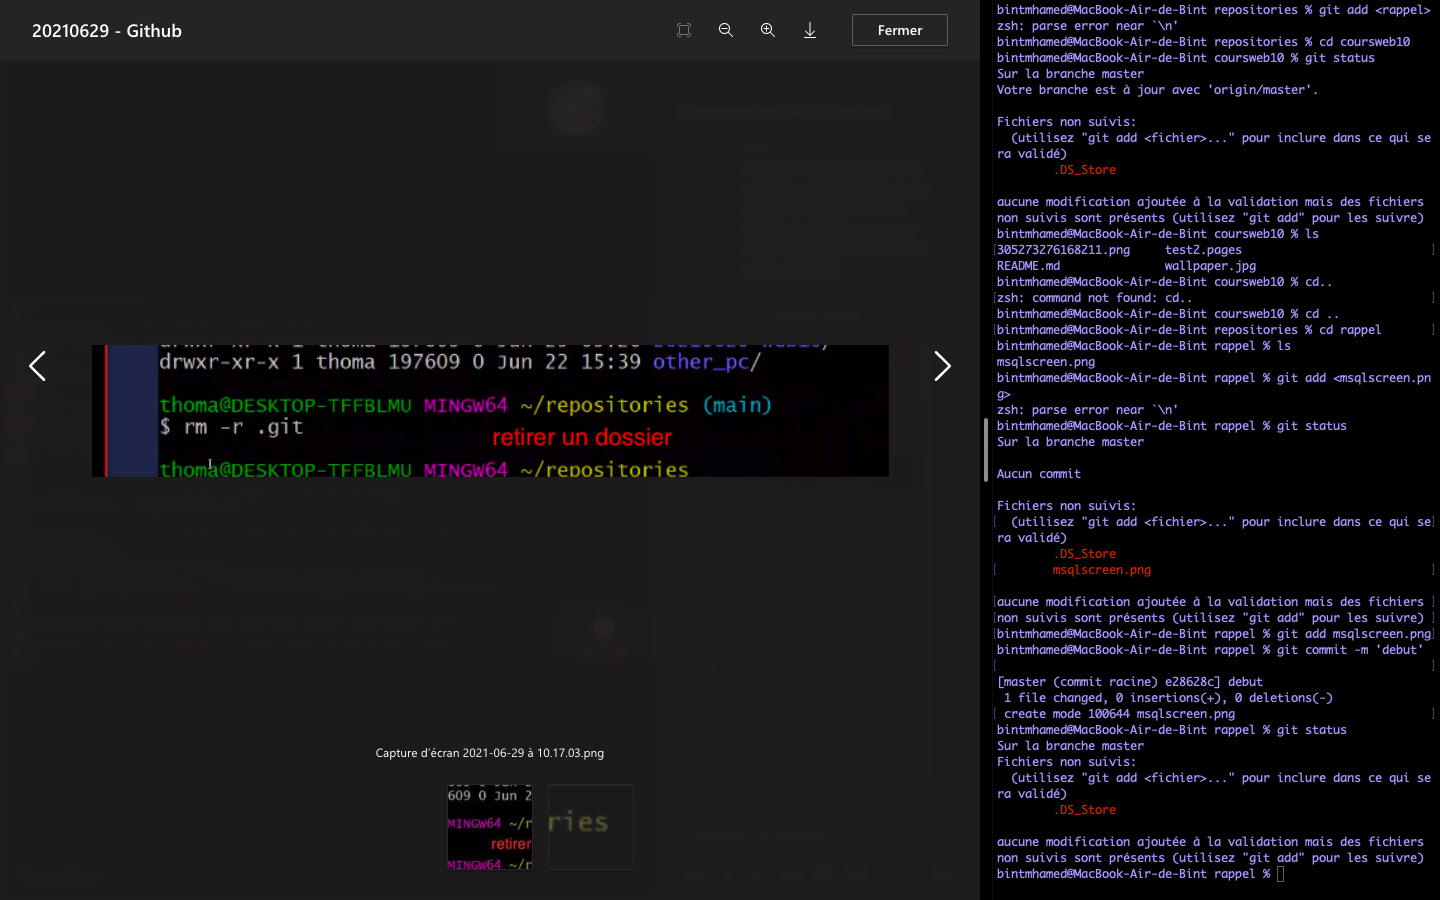 20210629 - Github
Fermer
drwxr-xr-x 1 thoma 197609 0 Jun 22 15:39 other_pc/
thoma@DESKTOP-TFFBLMU MINGW64 ~/repositories (main)
$ rm -r .git
retirer un dossier
thoma@DESKTOP-TFFBLMU MINGW64 ~/repositories
Capture d'écran 2021-06-29 à 10.17.03.png
609 0 Jun 2
MINGW64 ~/r
retirer
MINGW64 ~/r
ries
bintmhamed@MacBook-Air-de-Bint repositories % git add <rappel>
zsh: parse error near `\n'
bintmhamed@MacBook-Air-de-Bint repositories % cd coursweb10
bintmhamed@MacBook-Air-de-Bint coursweb10 % git status
Sur la branche master
Votre branche est à jour avec 'origin/master'.
Fichiers non suivis:
(utilisez "git add <fichier>..." pour inclure dans ce qui se
ra validé)
.DS_Store
aucune modification ajoutée à la validation mais des fichiers
non suivis sont présents (utilisez "git add" pour les suivre)
bintmhamed@MacBook-Air-de-Bint coursweb10 % ls
[305273276168211.png test2.pages ]
README.md wallpaper.jpg
bintmhamed@MacBook-Air-de-Bint coursweb10 % cd..
[zsh: command not found: cd.. ]
bintmhamed@MacBook-Air-de-Bint coursweb10 % cd ..
[bintmhamed@MacBook-Air-de-Bint repositories % cd rappel ]
bintmhamed@MacBook-Air-de-Bint rappel % ls
msqlscreen.png
bintmhamed@MacBook-Air-de-Bint rappel % git add <msqlscreen.pn
g>
zsh: parse error near `\n'
bintmhamed@MacBook-Air-de-Bint rappel % git status
Sur la branche master
Aucun commit
Fichiers non suivis:
[ (utilisez "git add <fichier>..." pour inclure dans ce qui se]
ra validé)
.DS_Store
[ msqlscreen.png ]
[aucune modification ajoutée à la validation mais des fichiers ]
[non suivis sont présents (utilisez "git add" pour les suivre) ]
[bintmhamed@MacBook-Air-de-Bint rappel % git add msqlscreen.png]
bintmhamed@MacBook-Air-de-Bint rappel % git commit -m 'debut'
[ ]
[master (commit racine) e28628c] debut
1 file changed, 0 insertions(+), 0 deletions(-)
[ create mode 100644 msqlscreen.png ]
bintmhamed@MacBook-Air-de-Bint rappel % git status
Sur la branche master
Fichiers non suivis:
(utilisez "git add <fichier>..." pour inclure dans ce qui se
ra validé)
.DS_Store
aucune modification ajoutée à la validation mais des fichiers
non suivis sont présents (utilisez "git add" pour les suivre)
bintmhamed@MacBook-Air-de-Bint rappel %